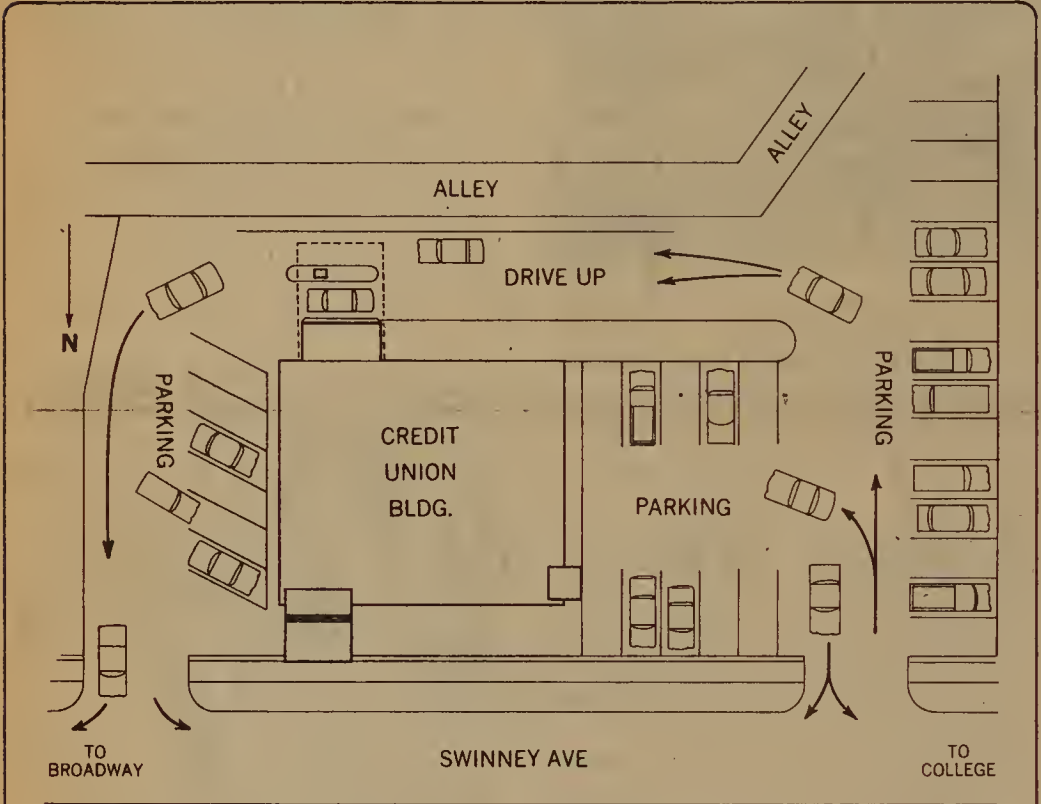 ALLEY
ALLEY
DRIVE UP
N
PARKING
PARKING
CREDIT
UNION
BLDG.
PARKING
TO
BROADWAY
SWINNEY AVE
TO
COLLEGE